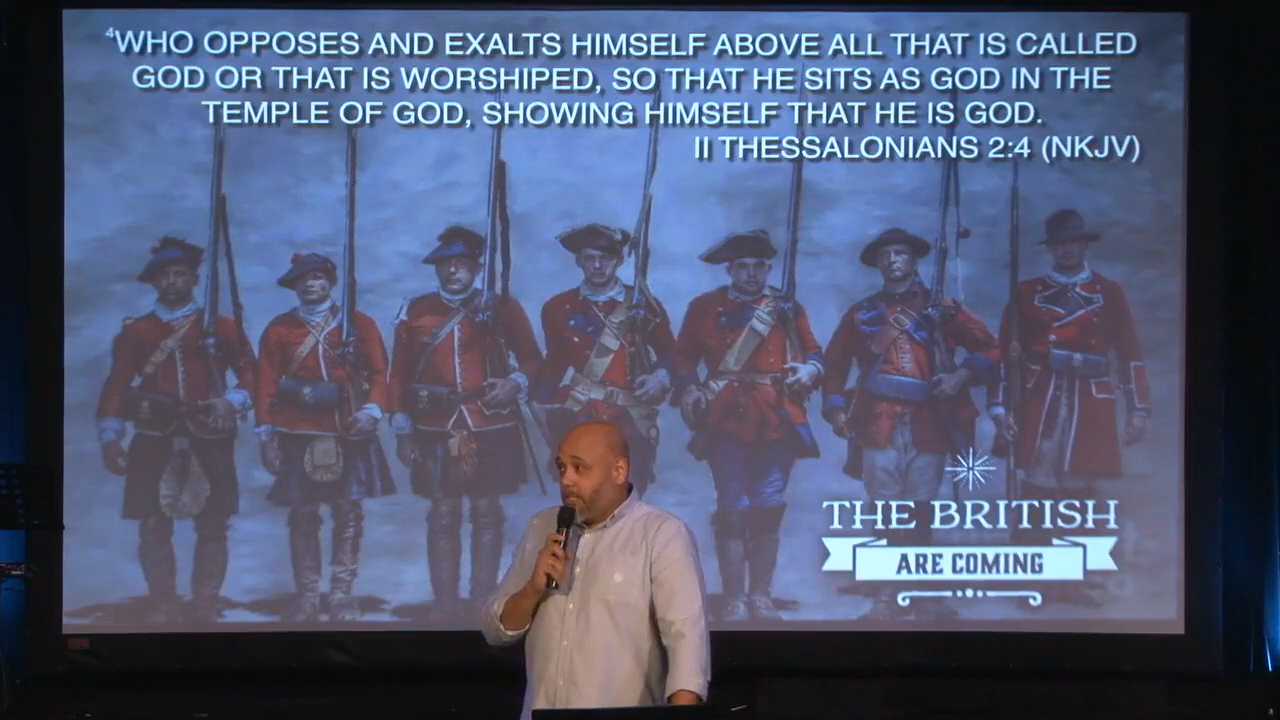 ⁴WHO OPPOSES AND EXALTS HIMSELF ABOVE ALL THAT IS CALLED
GOD OR THAT IS WORSHIPED, SO THAT HE SITS AS GOD IN THE
TEMPLE OF GOD, SHOWING HIMSELF THAT HE IS GOD.
II THESSALONIANS 2:4 (NKJV)
THE BRITISH
ARE COMING